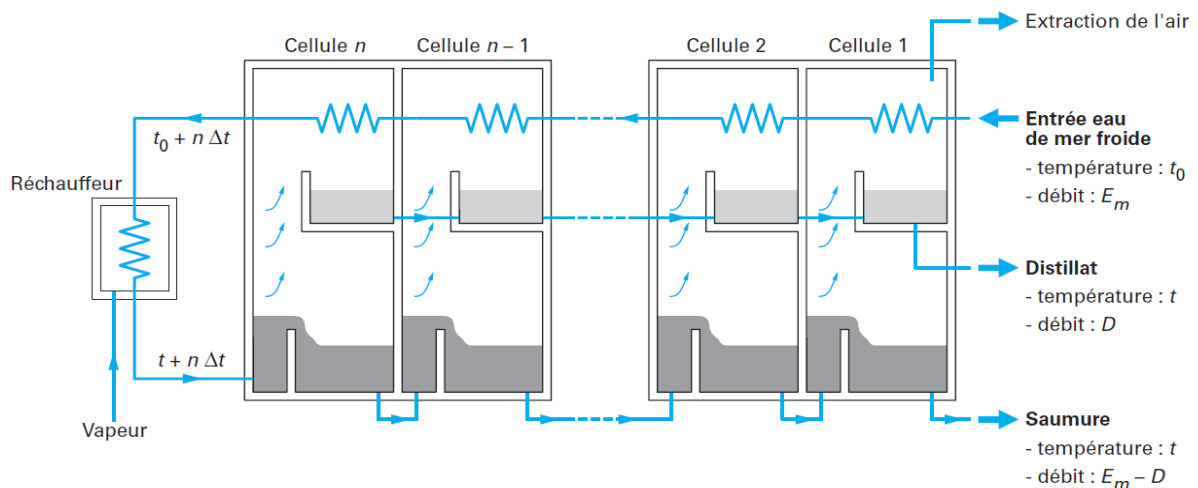 Extraction de l'air
Cellule n
Cellule n – 1
Cellule 2
Cellule 1
Entrée eau
de mer froide
- température : t₀
- débit : Eₘ
t₀ + n Δt
Réchauffeur
Distillat
- température : t
- débit : D
t + n Δt
Vapeur
Saumure
- température : t
- débit : Eₘ – D